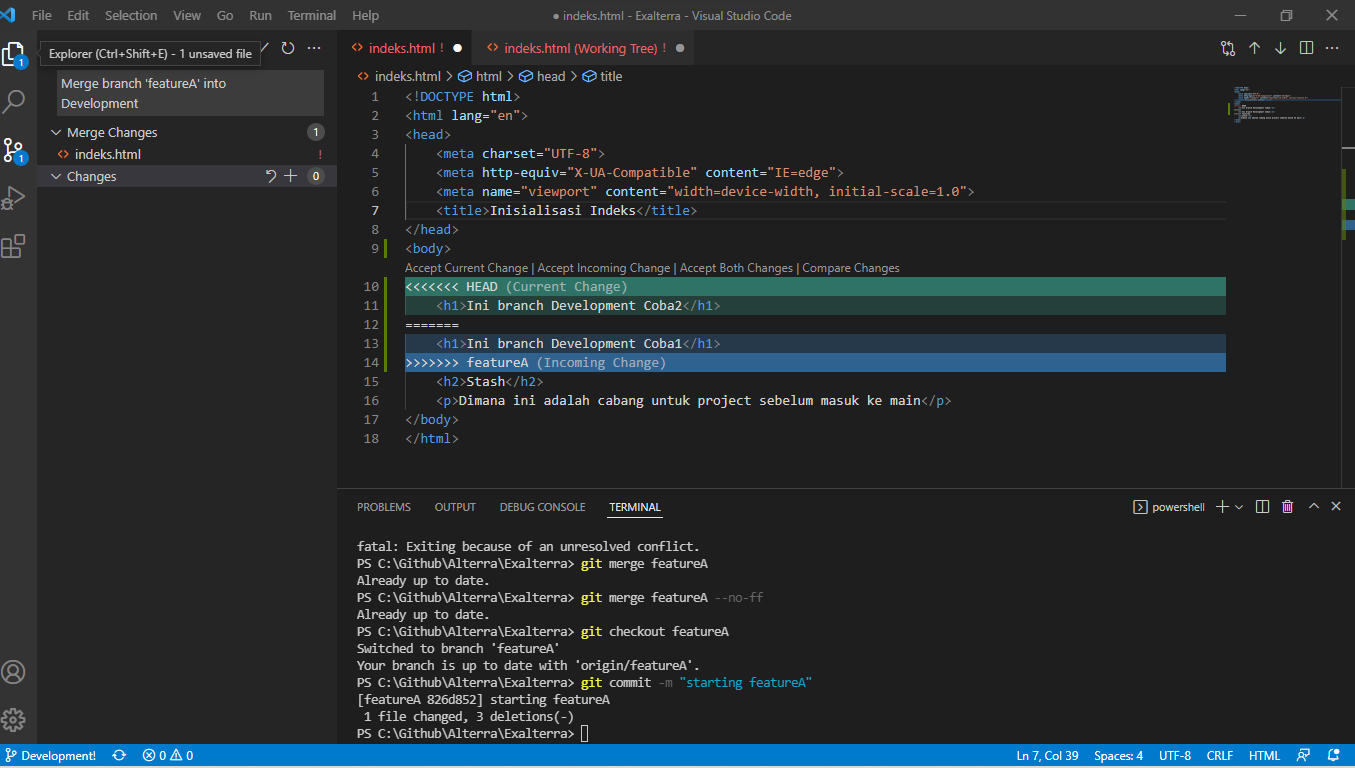 File Edit Selection View Go Run Terminal Help
● indeks.html - Exalterra - Visual Studio Code
Explorer (Ctrl+Shift+E) - 1 unsaved file
1
1
Merge branch 'featureA' into
Development
Merge Changes 1
indeks.html !
Changes 0
indeks.html !
indeks.html (Working Tree) !
indeks.html > html > head > title
1 <!DOCTYPE html>
2 <html lang="en">
3 <head>
4 <meta charset="UTF-8">
5 <meta http-equiv="X-UA-Compatible" content="IE=edge">
6 <meta name="viewport" content="width=device-width, initial-scale=1.0">
7 <title>Inisialisasi Indeks</title>
8 </head>
9 <body>
Accept Current Change | Accept Incoming Change | Accept Both Changes | Compare Changes
10 <<<<<<< HEAD (Current Change)
11 <h1>Ini branch Development Coba2</h1>
12 =======
13 <h1>Ini branch Development Coba1</h1>
14 >>>>>>> featureA (Incoming Change)
15 <h2>Stash</h2>
16 <p>Dimana ini adalah cabang untuk project sebelum masuk ke main</p>
17 </body>
18 </html>
PROBLEMS OUTPUT DEBUG CONSOLE TERMINAL
powershell
fatal: Exiting because of an unresolved conflict.
PS C:\Github\Alterra\Exalterra> git merge featureA
Already up to date.
PS C:\Github\Alterra\Exalterra> git merge featureA --no-ff
Already up to date.
PS C:\Github\Alterra\Exalterra> git checkout featureA
Switched to branch 'featureA'
Your branch is up to date with 'origin/featureA'.
PS C:\Github\Alterra\Exalterra> git commit -m "starting featureA"
[featureA 826d852] starting featureA
1 file changed, 3 deletions(-)
PS C:\Github\Alterra\Exalterra>
Development! 0 0
Ln 7, Col 39 Spaces: 4 UTF-8 CRLF HTML